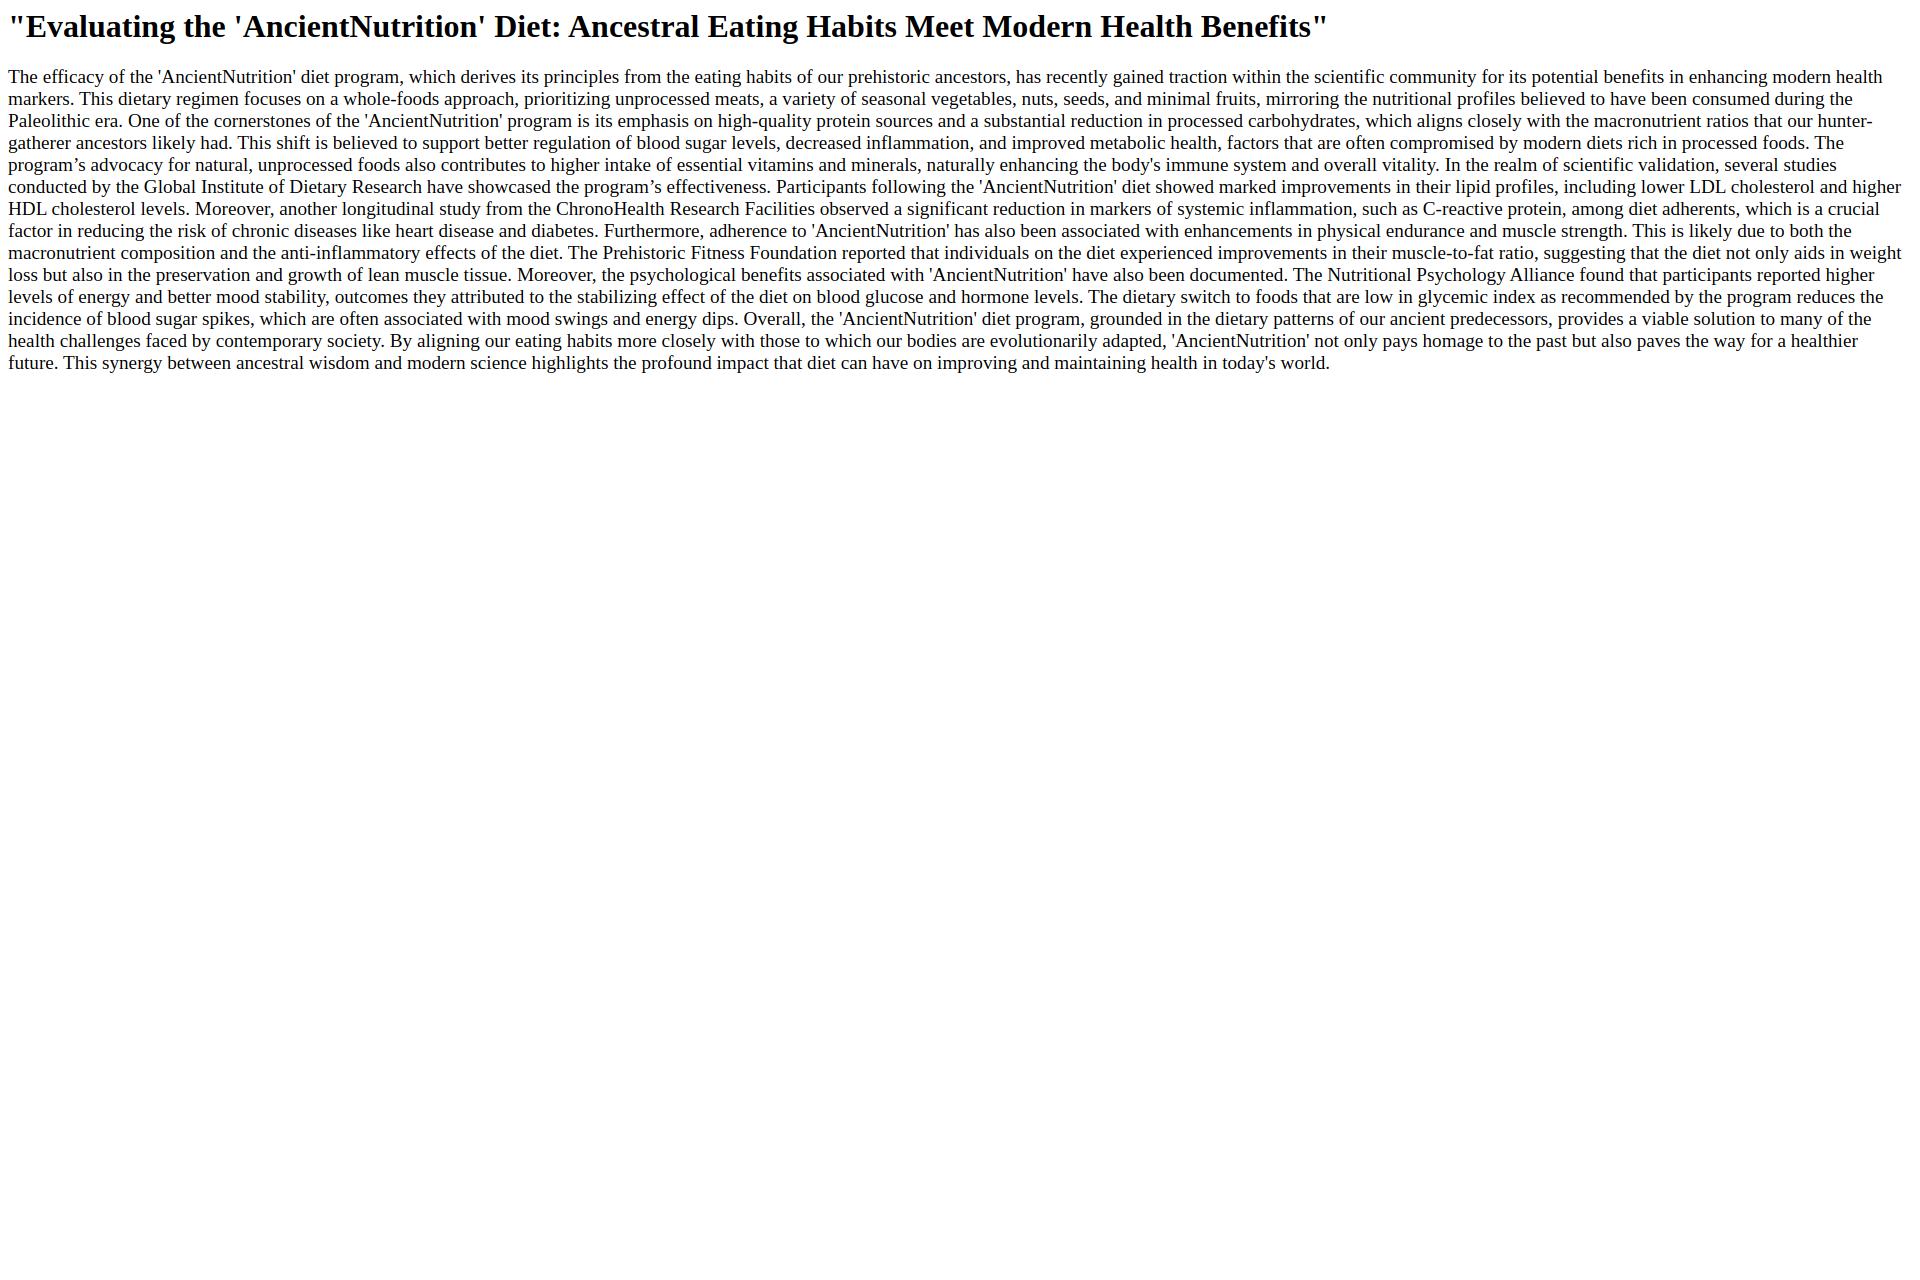 "Evaluating the 'AncientNutrition' Diet: Ancestral Eating Habits Meet Modern Health Benefits"
The efficacy of the 'AncientNutrition' diet program, which derives its principles from the eating habits of our prehistoric ancestors, has recently gained traction within the scientific community for its potential benefits in enhancing modern health
markers. This dietary regimen focuses on a whole-foods approach, prioritizing unprocessed meats, a variety of seasonal vegetables, nuts, seeds, and minimal fruits, mirroring the nutritional profiles believed to have been consumed during the
Paleolithic era. One of the cornerstones of the 'AncientNutrition' program is its emphasis on high-quality protein sources and a substantial reduction in processed carbohydrates, which aligns closely with the macronutrient ratios that our hunter-
gatherer ancestors likely had. This shift is believed to support better regulation of blood sugar levels, decreased inflammation, and improved metabolic health, factors that are often compromised by modern diets rich in processed foods. The
program’s advocacy for natural, unprocessed foods also contributes to higher intake of essential vitamins and minerals, naturally enhancing the body's immune system and overall vitality. In the realm of scientific validation, several studies
conducted by the Global Institute of Dietary Research have showcased the program’s effectiveness. Participants following the 'AncientNutrition' diet showed marked improvements in their lipid profiles, including lower LDL cholesterol and higher
HDL cholesterol levels. Moreover, another longitudinal study from the ChronoHealth Research Facilities observed a significant reduction in markers of systemic inflammation, such as C-reactive protein, among diet adherents, which is a crucial
factor in reducing the risk of chronic diseases like heart disease and diabetes. Furthermore, adherence to 'AncientNutrition' has also been associated with enhancements in physical endurance and muscle strength. This is likely due to both the
macronutrient composition and the anti-inflammatory effects of the diet. The Prehistoric Fitness Foundation reported that individuals on the diet experienced improvements in their muscle-to-fat ratio, suggesting that the diet not only aids in weight
loss but also in the preservation and growth of lean muscle tissue. Moreover, the psychological benefits associated with 'AncientNutrition' have also been documented. The Nutritional Psychology Alliance found that participants reported higher
levels of energy and better mood stability, outcomes they attributed to the stabilizing effect of the diet on blood glucose and hormone levels. The dietary switch to foods that are low in glycemic index as recommended by the program reduces the
incidence of blood sugar spikes, which are often associated with mood swings and energy dips. Overall, the 'AncientNutrition' diet program, grounded in the dietary patterns of our ancient predecessors, provides a viable solution to many of the
health challenges faced by contemporary society. By aligning our eating habits more closely with those to which our bodies are evolutionarily adapted, 'AncientNutrition' not only pays homage to the past but also paves the way for a healthier
future. This synergy between ancestral wisdom and modern science highlights the profound impact that diet can have on improving and maintaining health in today's world.